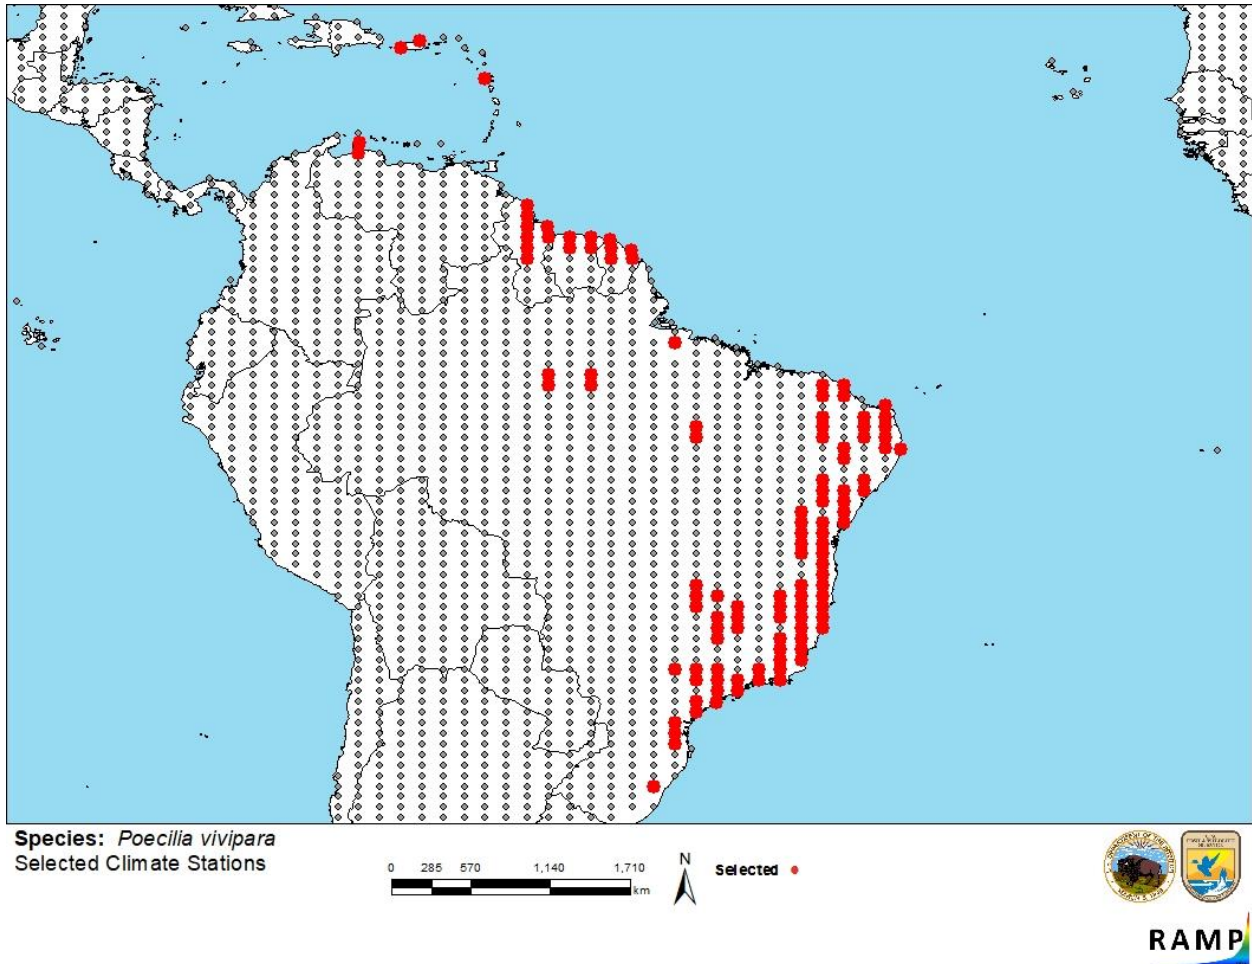 Species: Poecilia vivipara
Selected Climate Stations
0 285 570 1,140 1,710
km
N
Selected
RAMP